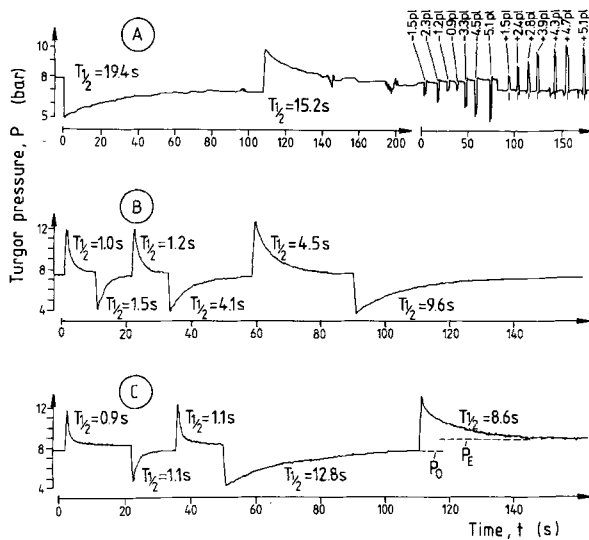 -1.5pl
-2.3pl
-1.2pl
-0.9pl
-3.3pl
-4.5pl
-5.1pl
+1.5pl
+2.4pl
+2.8pl
+3.9pl
+4.3pl
+4.7pl
+5.1pl
A
10
8
5
T½=19.4s
T½=15.2s
0 20 40 60 80 100 120 140 160 180 200
0 50 100 150
Turgor pressure, P (bar)
B
12
8
4
T½=1.0s
T½=1.2s
T½=4.5s
T½=1.5s
T½=4.1s
T½=9.6s
0 20 40 60 80 100 120 140
C
12
8
4
T½=0.9s
T½=1.1s
T½=8.6s
T½=1.1s
T½=12.8s
P₀
P_E
0 20 40 60 80 100 120 140
Time, t (s)